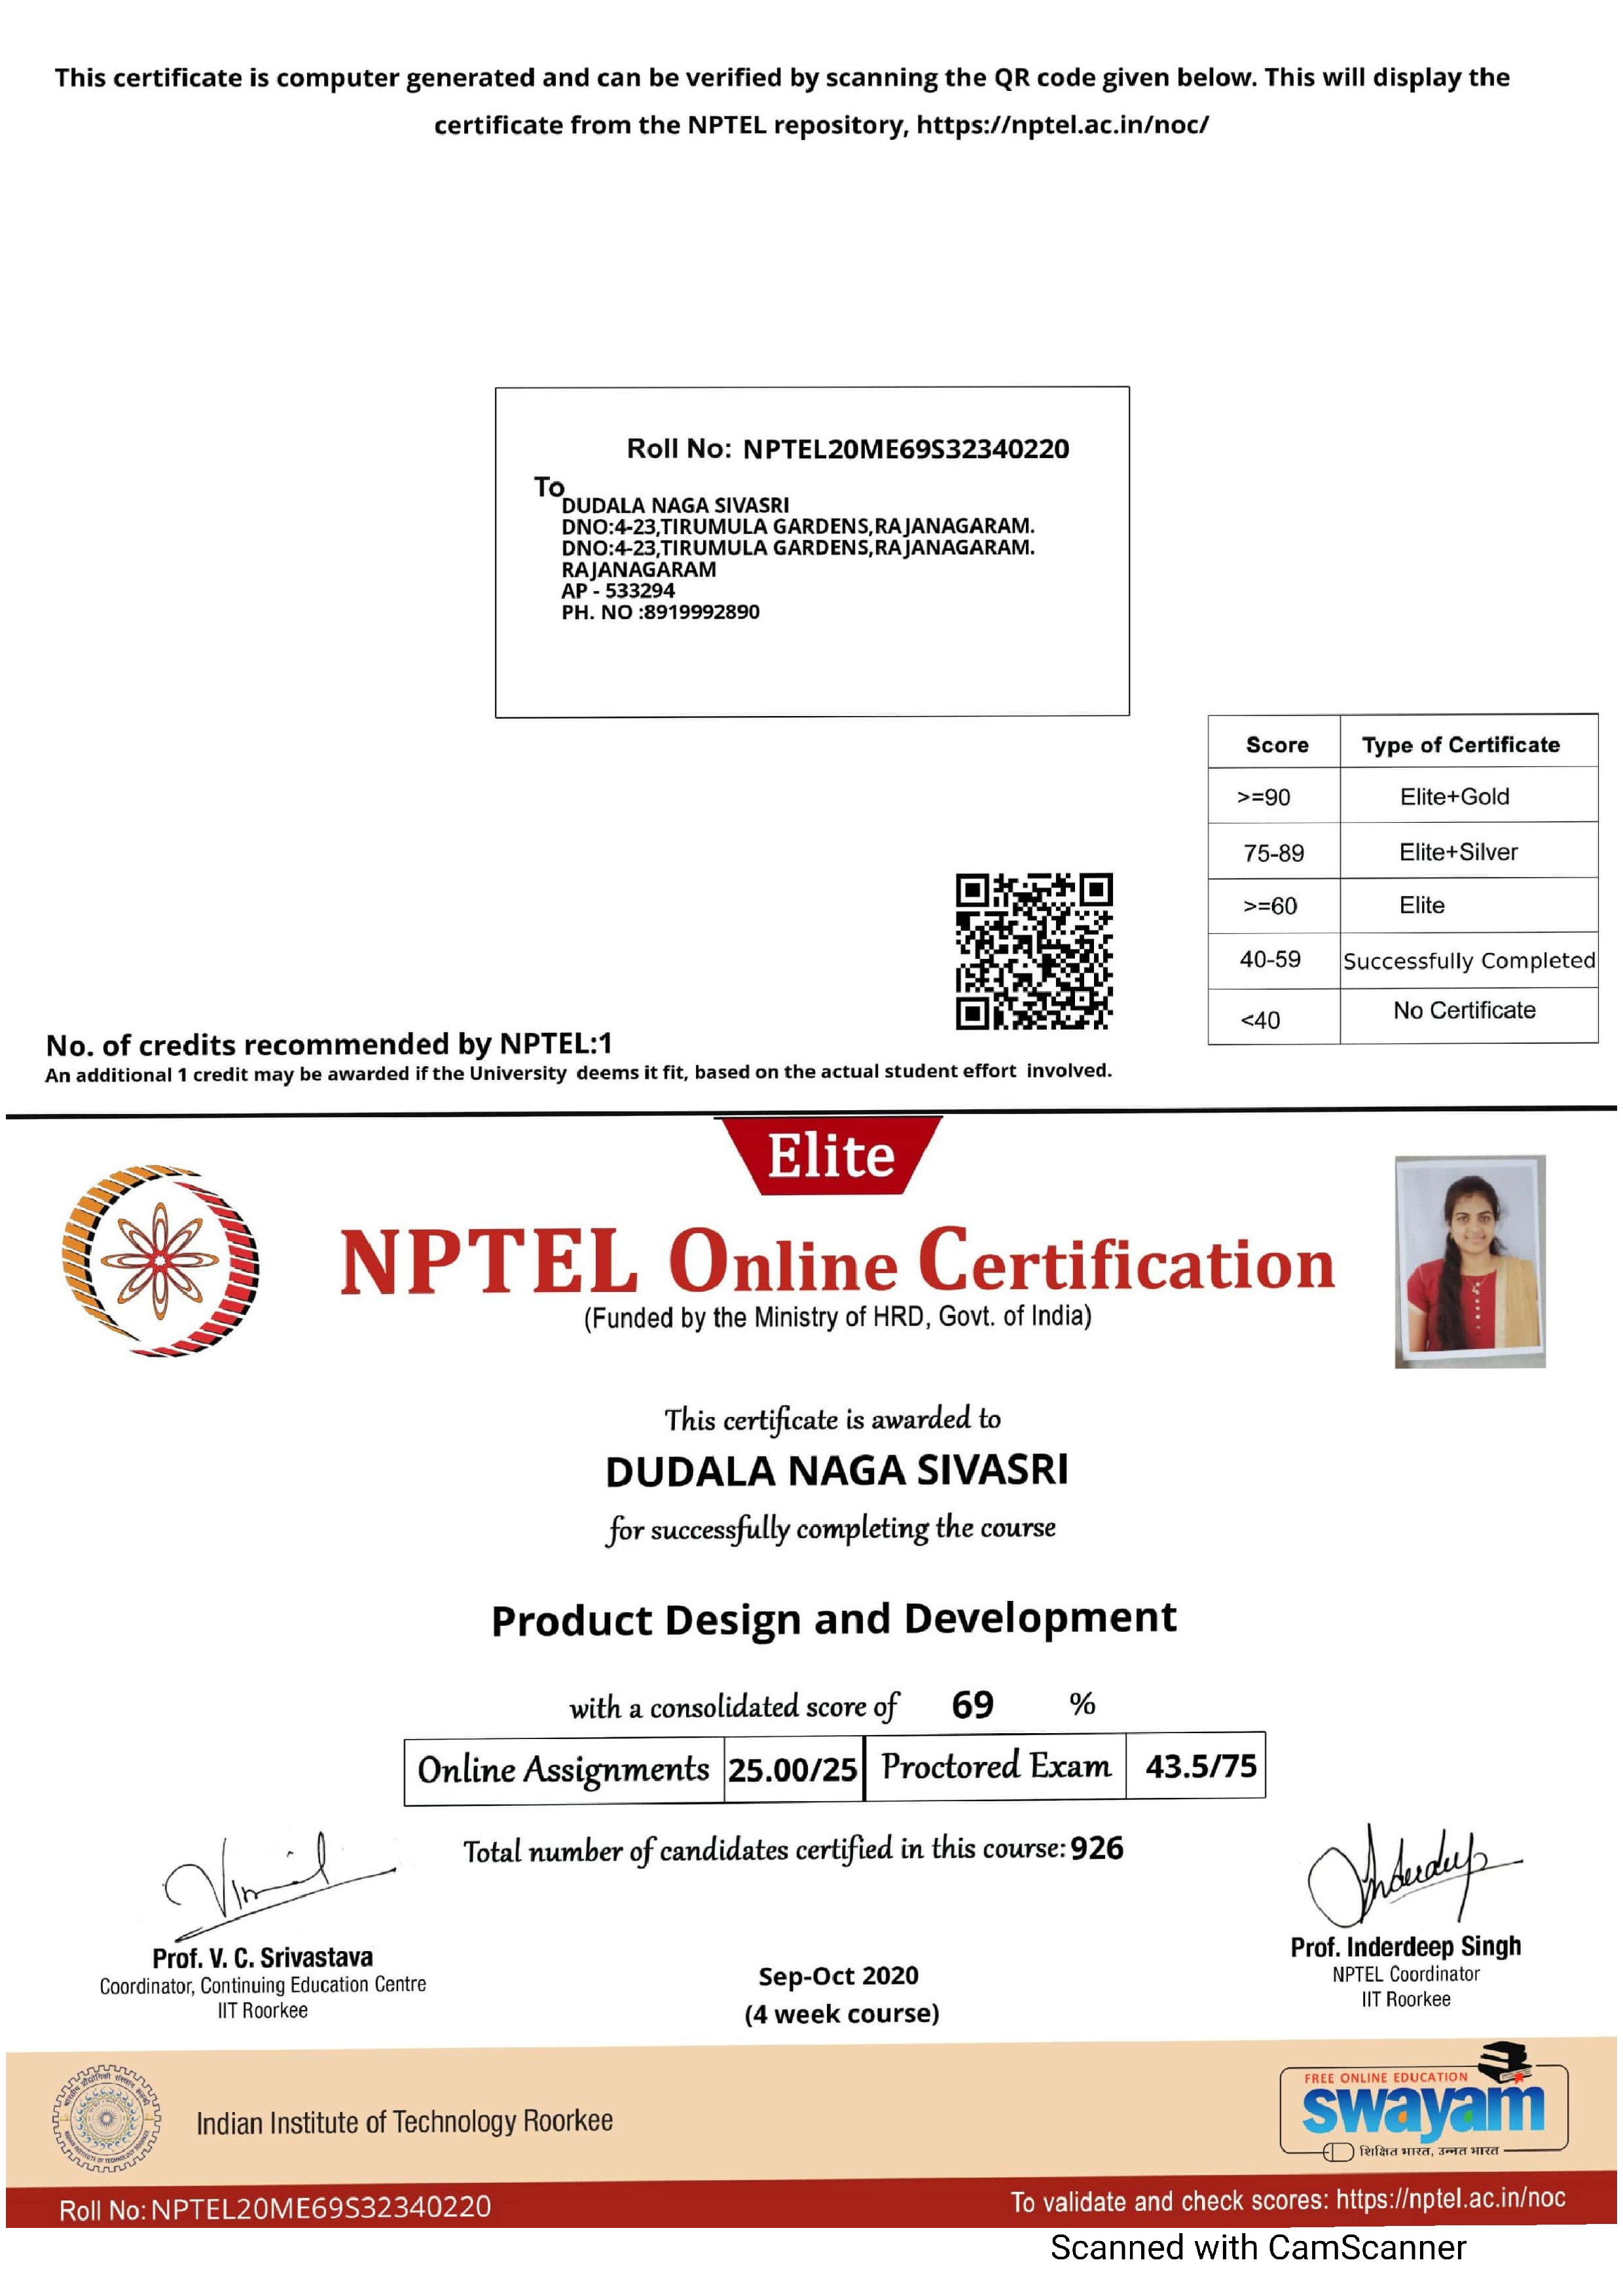 This certificate is computer generated and can be verified by scanning the QR code given below. This will display the
certificate from the NPTEL repository, https://nptel.ac.in/noc/
Roll No: NPTEL20ME69S32340220
To
DUDALA NAGA SIVASRI
DNO:4-23,TIRUMULA GARDENS,RAJANAGARAM.
DNO:4-23,TIRUMULA GARDENS,RAJANAGARAM.
RAJANAGARAM
AP - 533294
PH. NO :8919992890
Score Type of Certificate
>=90 Elite+Gold
75-89 Elite+Silver
>=60 Elite
40-59 Successfully Completed
<40 No Certificate
No. of credits recommended by NPTEL:1
An additional 1 credit may be awarded if the University deems it fit, based on the actual student effort involved.
Elite
NPTEL Online Certification
(Funded by the Ministry of HRD, Govt. of India)
This certificate is awarded to
DUDALA NAGA SIVASRI
for successfully completing the course
Product Design and Development
with a consolidated score of 69 %
Online Assignments 25.00/25 Proctored Exam 43.5/75
Total number of candidates certified in this course: 926
Prof. V. C. Srivastava
Coordinator, Continuing Education Centre
IIT Roorkee
Sep-Oct 2020
(4 week course)
Prof. Inderdeep Singh
NPTEL Coordinator
IIT Roorkee
Indian Institute of Technology Roorkee
FREE ONLINE EDUCATION
swayam
शिक्षित भारत, उन्नत भारत
Roll No: NPTEL20ME69S32340220
To validate and check scores: https://nptel.ac.in/noc
Scanned with CamScanner